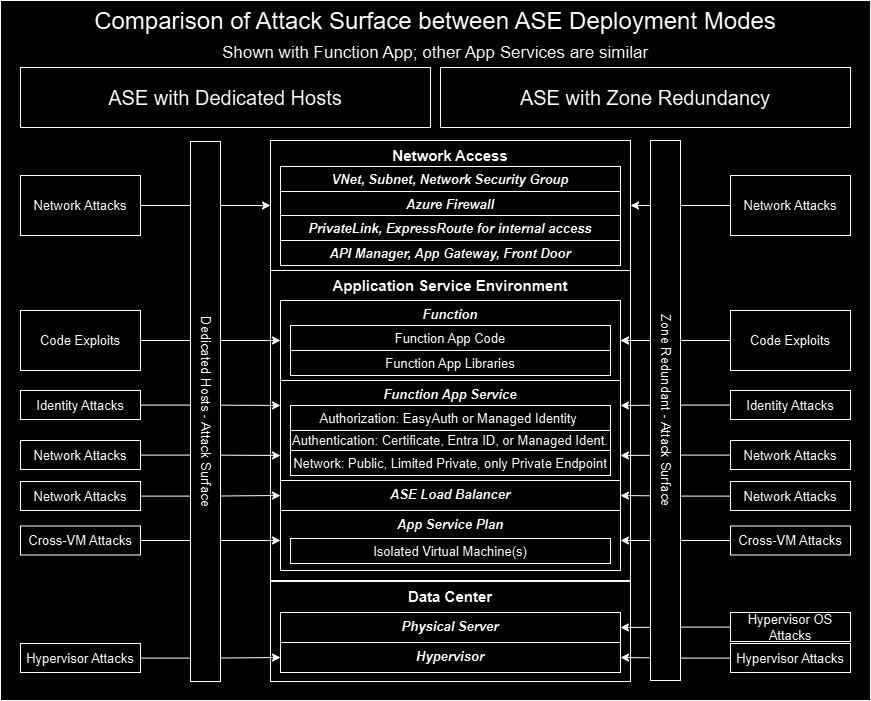 Comparison of Attack Surface between ASE Deployment Modes
Shown with Function App; other App Services are similar
ASE with Dedicated Hosts
ASE with Zone Redundancy
Network Attacks
Code Exploits
Identity Attacks
Network Attacks
Network Attacks
Cross-VM Attacks
Hypervisor Attacks
Dedicated Hosts - Attack Surface
Network Access
VNet, Subnet, Network Security Group
Azure Firewall
PrivateLink, ExpressRoute for internal access
API Manager, App Gateway, Front Door
Application Service Environment
Function
Function App Code
Function App Libraries
Function App Service
Authorization: EasyAuth or Managed Identity
Authentication: Certificate, Entra ID, or Managed Ident.
Network: Public, Limited Private, only Private Endpoint
ASE Load Balancer
App Service Plan
Isolated Virtual Machine(s)
Data Center
Physical Server
Hypervisor
Zone Redundant - Attack Surface
Network Attacks
Code Exploits
Identity Attacks
Network Attacks
Network Attacks
Cross-VM Attacks
Hypervisor OS
Attacks
Hypervisor Attacks